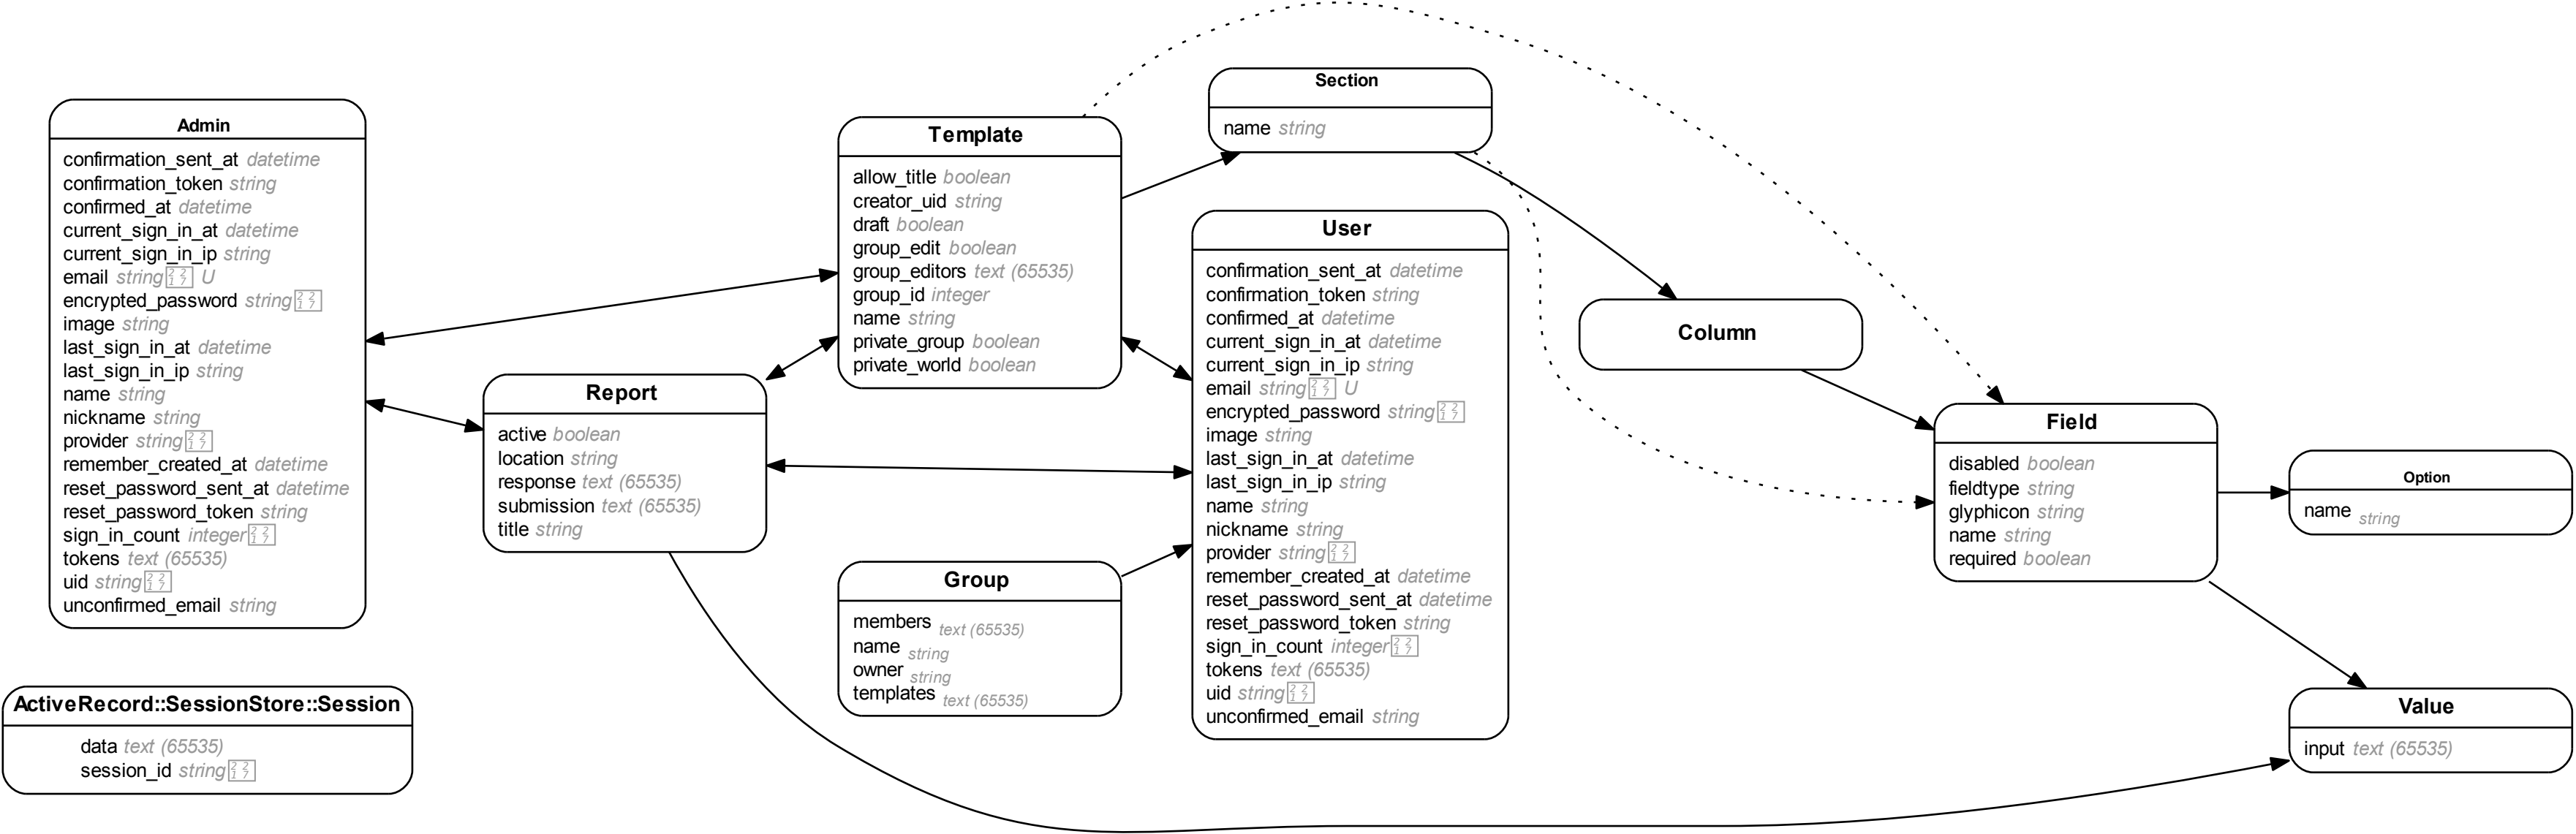 Admin
confirmation_sent_at datetime
confirmation_token string
confirmed_at datetime
current_sign_in_at datetime
current_sign_in_ip string
email string U
encrypted_password string
image string
last_sign_in_at datetime
last_sign_in_ip string
name string
nickname string
provider string
remember_created_at datetime
reset_password_sent_at datetime
reset_password_token string
sign_in_count integer
tokens text (65535)
uid string
unconfirmed_email string
ActiveRecord::SessionStore::Session
data text (65535)
session_id string
Report
active boolean
location string
response text (65535)
submission text (65535)
title string
Template
allow_title boolean
creator_uid string
draft boolean
group_edit boolean
group_editors text (65535)
group_id integer
name string
private_group boolean
private_world boolean
Group
members text (65535)
name string
owner string
templates text (65535)
Section
name string
User
confirmation_sent_at datetime
confirmation_token string
confirmed_at datetime
current_sign_in_at datetime
current_sign_in_ip string
email string U
encrypted_password string
image string
last_sign_in_at datetime
last_sign_in_ip string
name string
nickname string
provider string
remember_created_at datetime
reset_password_sent_at datetime
reset_password_token string
sign_in_count integer
tokens text (65535)
uid string
unconfirmed_email string
Column
Field
disabled boolean
fieldtype string
glyphicon string
name string
required boolean
Option
name string
Value
input text (65535)